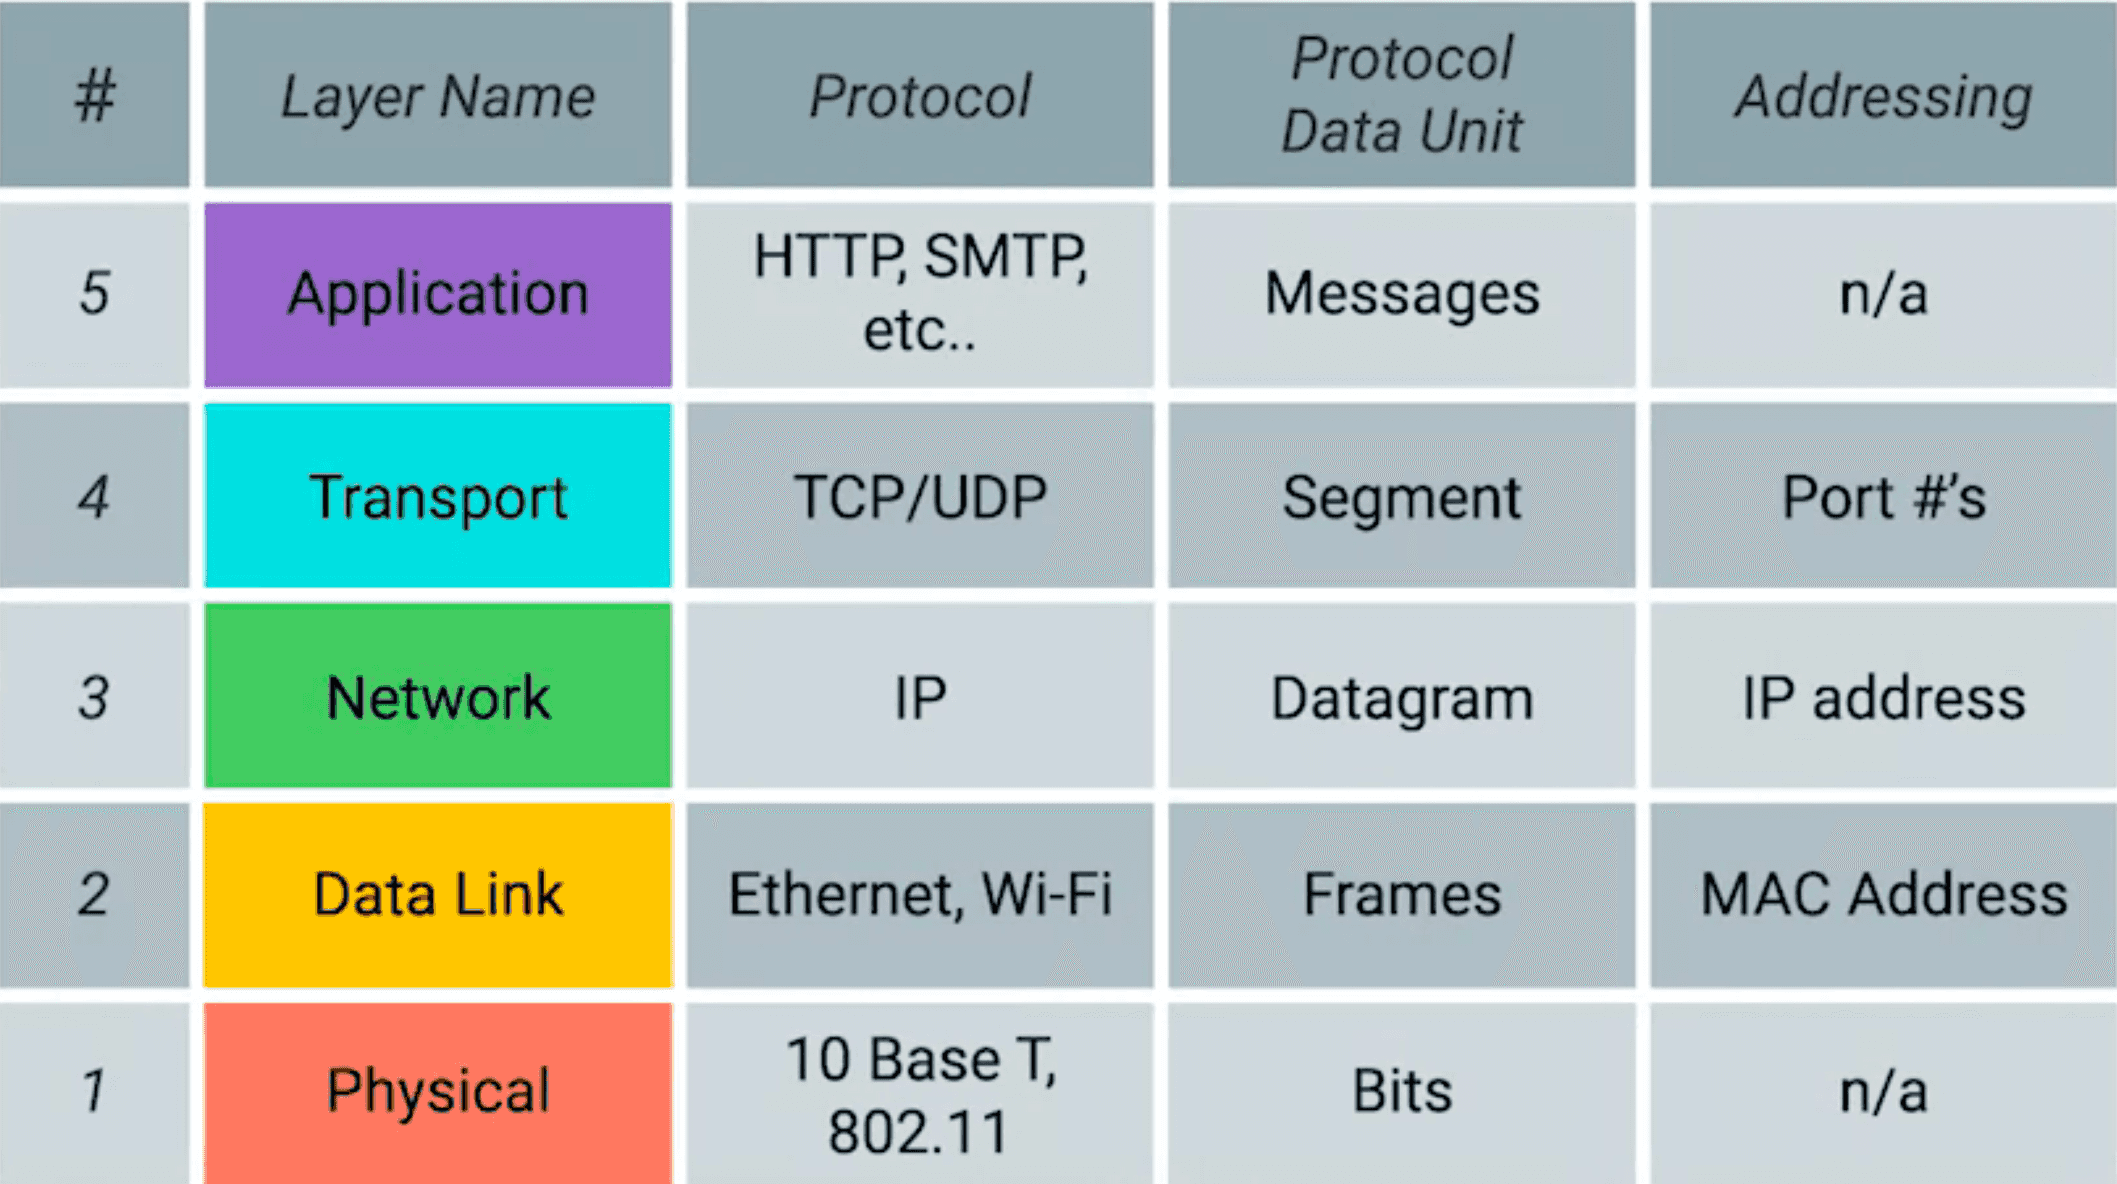 # Layer Name Protocol Protocol Data Unit Addressing
5 Application HTTP, SMTP, etc.. Messages n/a
4 Transport TCP/UDP Segment Port #’s
3 Network IP Datagram IP address
2 Data Link Ethernet, Wi-Fi Frames MAC Address
1 Physical 10 Base T, 802.11 Bits n/a